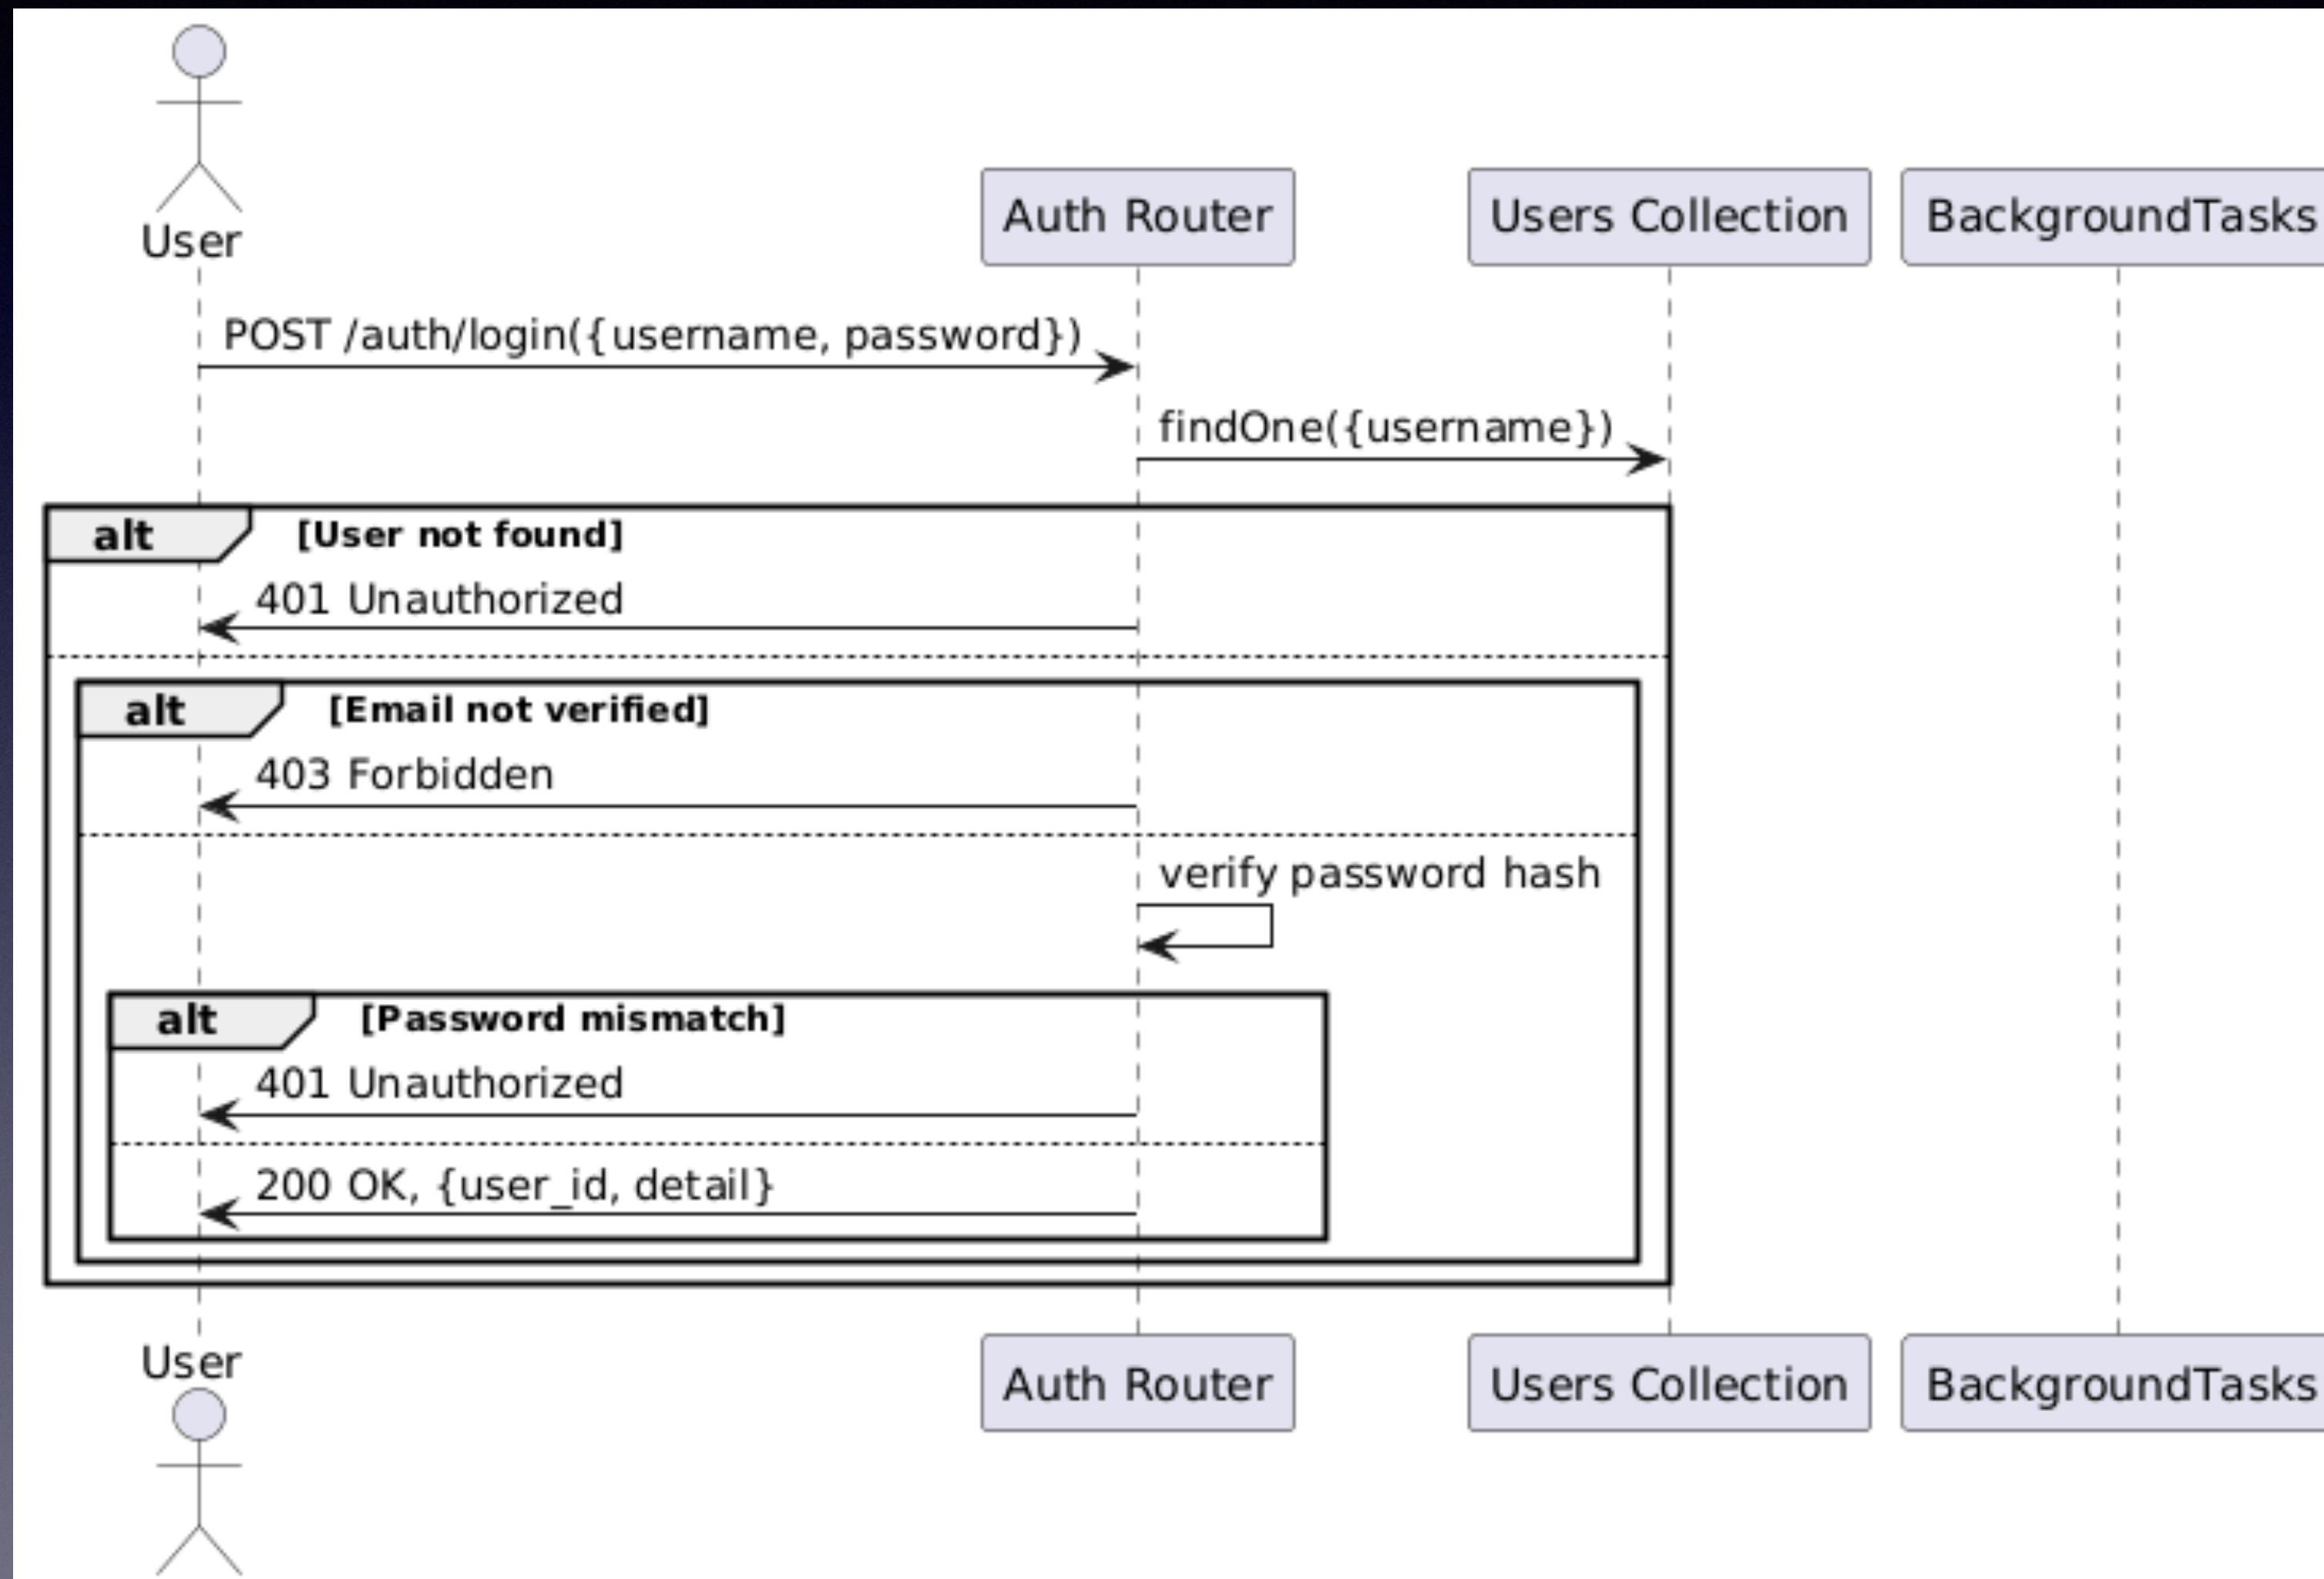 User
Auth Router
Users Collection
BackgroundTasks
POST /auth/login({username, password})
findOne({username})
alt [User not found]
401 Unauthorized
alt [Email not verified]
403 Forbidden
verify password hash
alt [Password mismatch]
401 Unauthorized
200 OK, {user_id, detail}
User
Auth Router
Users Collection
BackgroundTasks